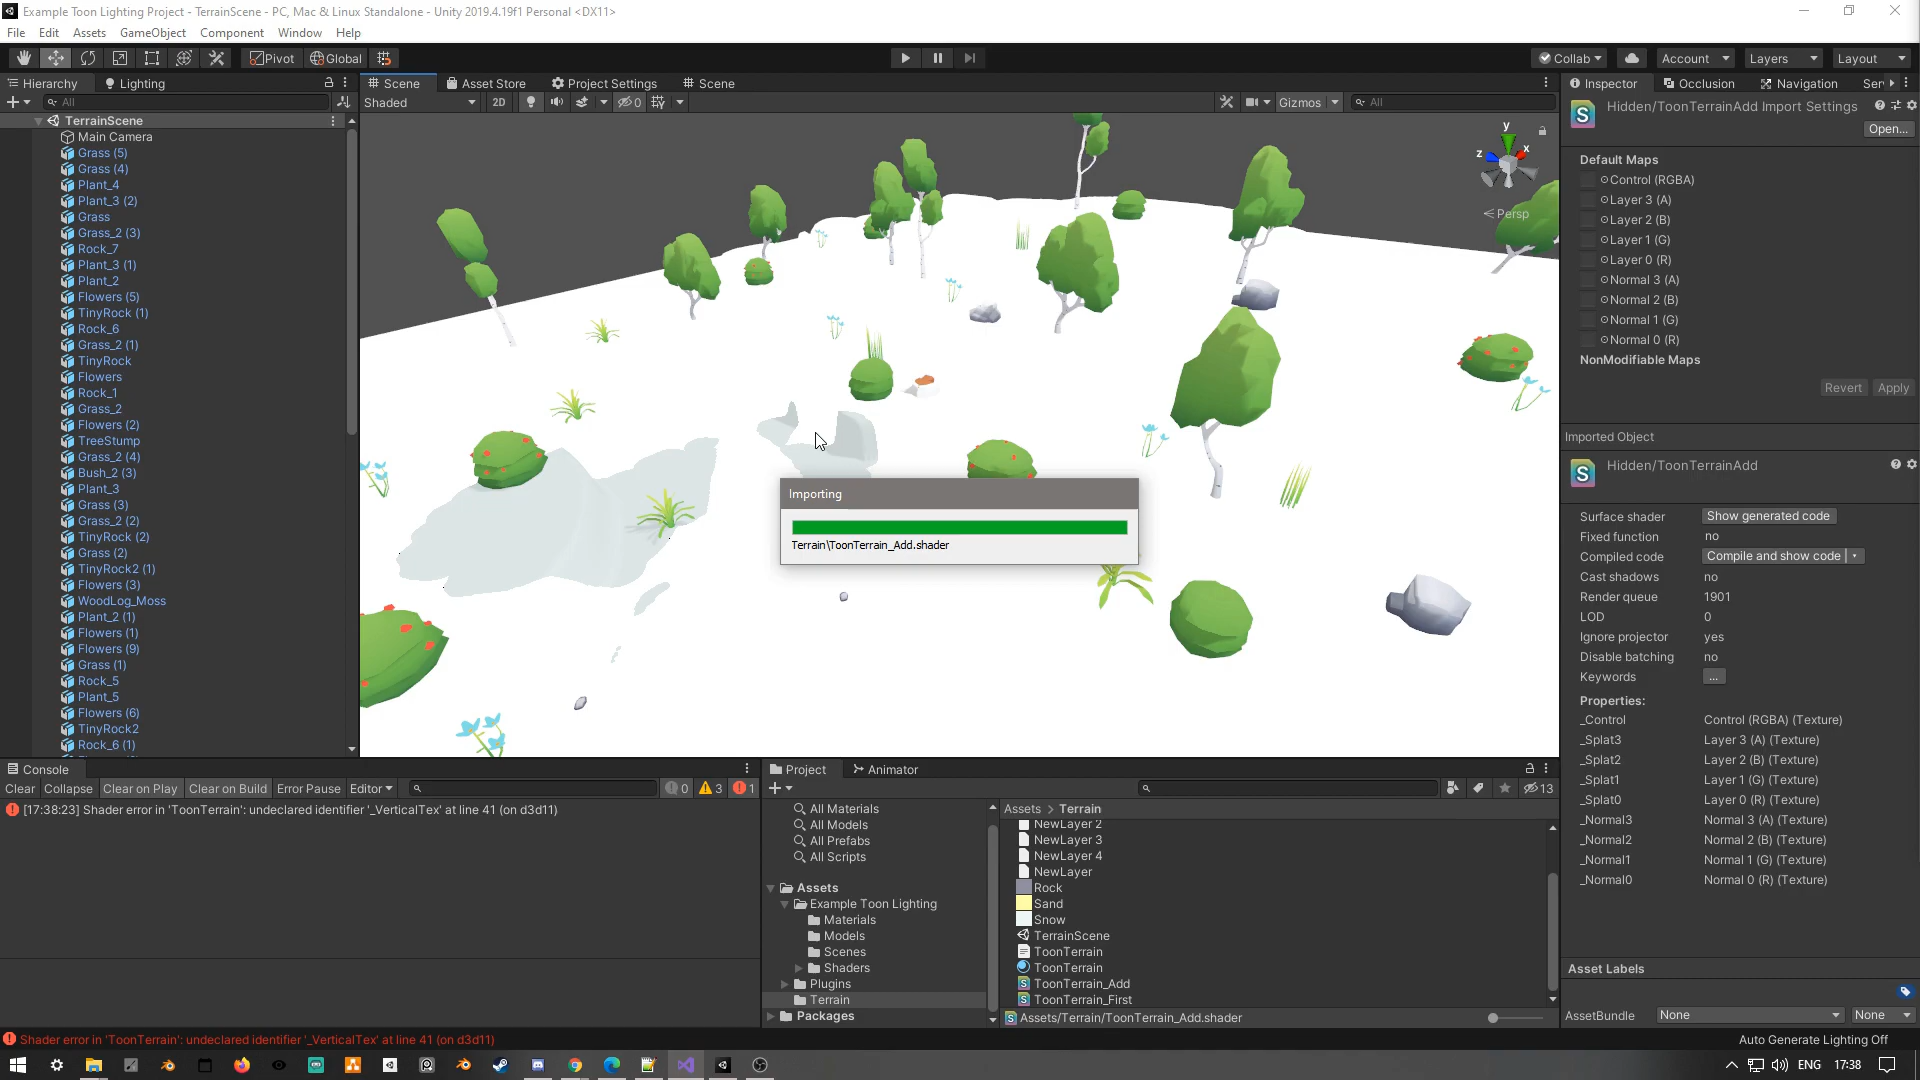 Example Toon Lighting Project - TerrainScene - PC, Mac & Linux Standalone - Unity 2019.4.19f1 Personal <DX11>
File Edit Assets GameObject Component Window Help
Pivot Global Collab Account Layers Layout
Hierarchy Lighting
Scene Asset Store Project Settings Scene
Inspector Occlusion Navigation Ser
All
Shaded 2D 0 Gizmos All
TerrainScene
Main Camera
Grass (5)
Grass (4)
Plant_4
Plant_3 (2)
Grass
Grass_2 (3)
Rock_7
Plant_3 (1)
Plant_2
Flowers (5)
TinyRock (1)
Rock_6
Grass_2 (1)
TinyRock
Flowers
Rock_1
Grass_2
Flowers (2)
TreeStump
Grass_2 (4)
Bush_2 (3)
Plant_3
Grass (3)
Grass_2 (2)
TinyRock (2)
Grass (2)
TinyRock2 (1)
Flowers (3)
WoodLog_Moss
Plant_2 (1)
Flowers (1)
Flowers (9)
Grass (1)
Rock_5
Plant_5
Flowers (6)
TinyRock2
Rock_6 (1)
y
x
z
Persp
Importing
Terrain\ToonTerrain_Add.shader
Hidden/ToonTerrainAdd Import Settings
Open...
Default Maps
Control (RGBA)
Layer 3 (A)
Layer 2 (B)
Layer 1 (G)
Layer 0 (R)
Normal 3 (A)
Normal 2 (B)
Normal 1 (G)
Normal 0 (R)
NonModifiable Maps
Revert Apply
Imported Object
Hidden/ToonTerrainAdd
Surface shader Show generated code
Fixed function no
Compiled code Compile and show code
Cast shadows no
Render queue 1901
LOD 0
Ignore projector yes
Disable batching no
Keywords ...
Properties:
_Control Control (RGBA) (Texture)
_Splat3 Layer 3 (A) (Texture)
_Splat2 Layer 2 (B) (Texture)
_Splat1 Layer 1 (G) (Texture)
_Splat0 Layer 0 (R) (Texture)
_Normal3 Normal 3 (A) (Texture)
_Normal2 Normal 2 (B) (Texture)
_Normal1 Normal 1 (G) (Texture)
_Normal0 Normal 0 (R) (Texture)
Asset Labels
AssetBundle None None
Console
Clear Collapse Clear on Play Clear on Build Error Pause Editor 0 3 1
[17:38:23] Shader error in 'ToonTerrain': undeclared identifier '_VerticalTex' at line 41 (on d3d11)
Project Animator
13
All Materials
All Models
All Prefabs
All Scripts
Assets
Example Toon Lighting
Materials
Models
Scenes
Shaders
Plugins
Terrain
Packages
Assets > Terrain
NewLayer 2
NewLayer 3
NewLayer 4
NewLayer
Rock
Sand
Snow
TerrainScene
ToonTerrain
ToonTerrain
ToonTerrain_Add
ToonTerrain_First
Assets/Terrain/ToonTerrain_Add.shader
Shader error in 'ToonTerrain': undeclared identifier '_VerticalTex' at line 41 (on d3d11)
Auto Generate Lighting Off
ENG 17:38